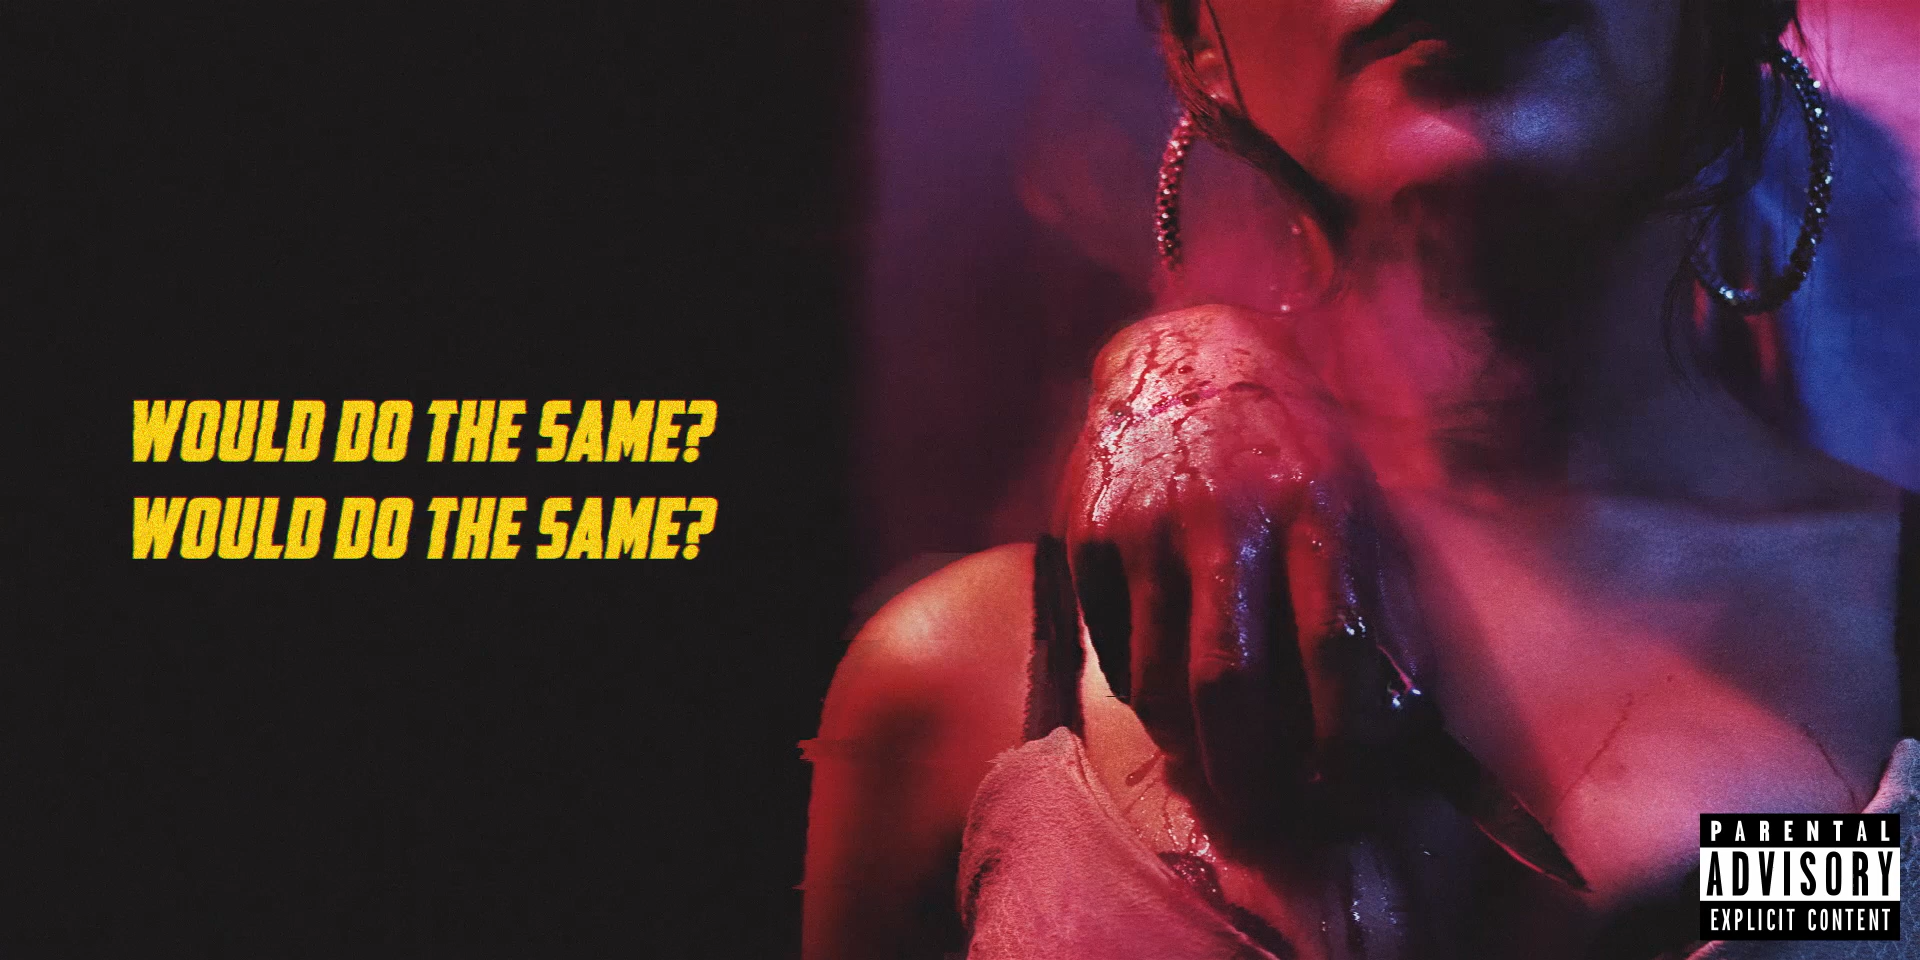 WOULD DO THE SAME?
WOULD DO THE SAME?
PARENTAL
ADVISORY
EXPLICIT CONTENT